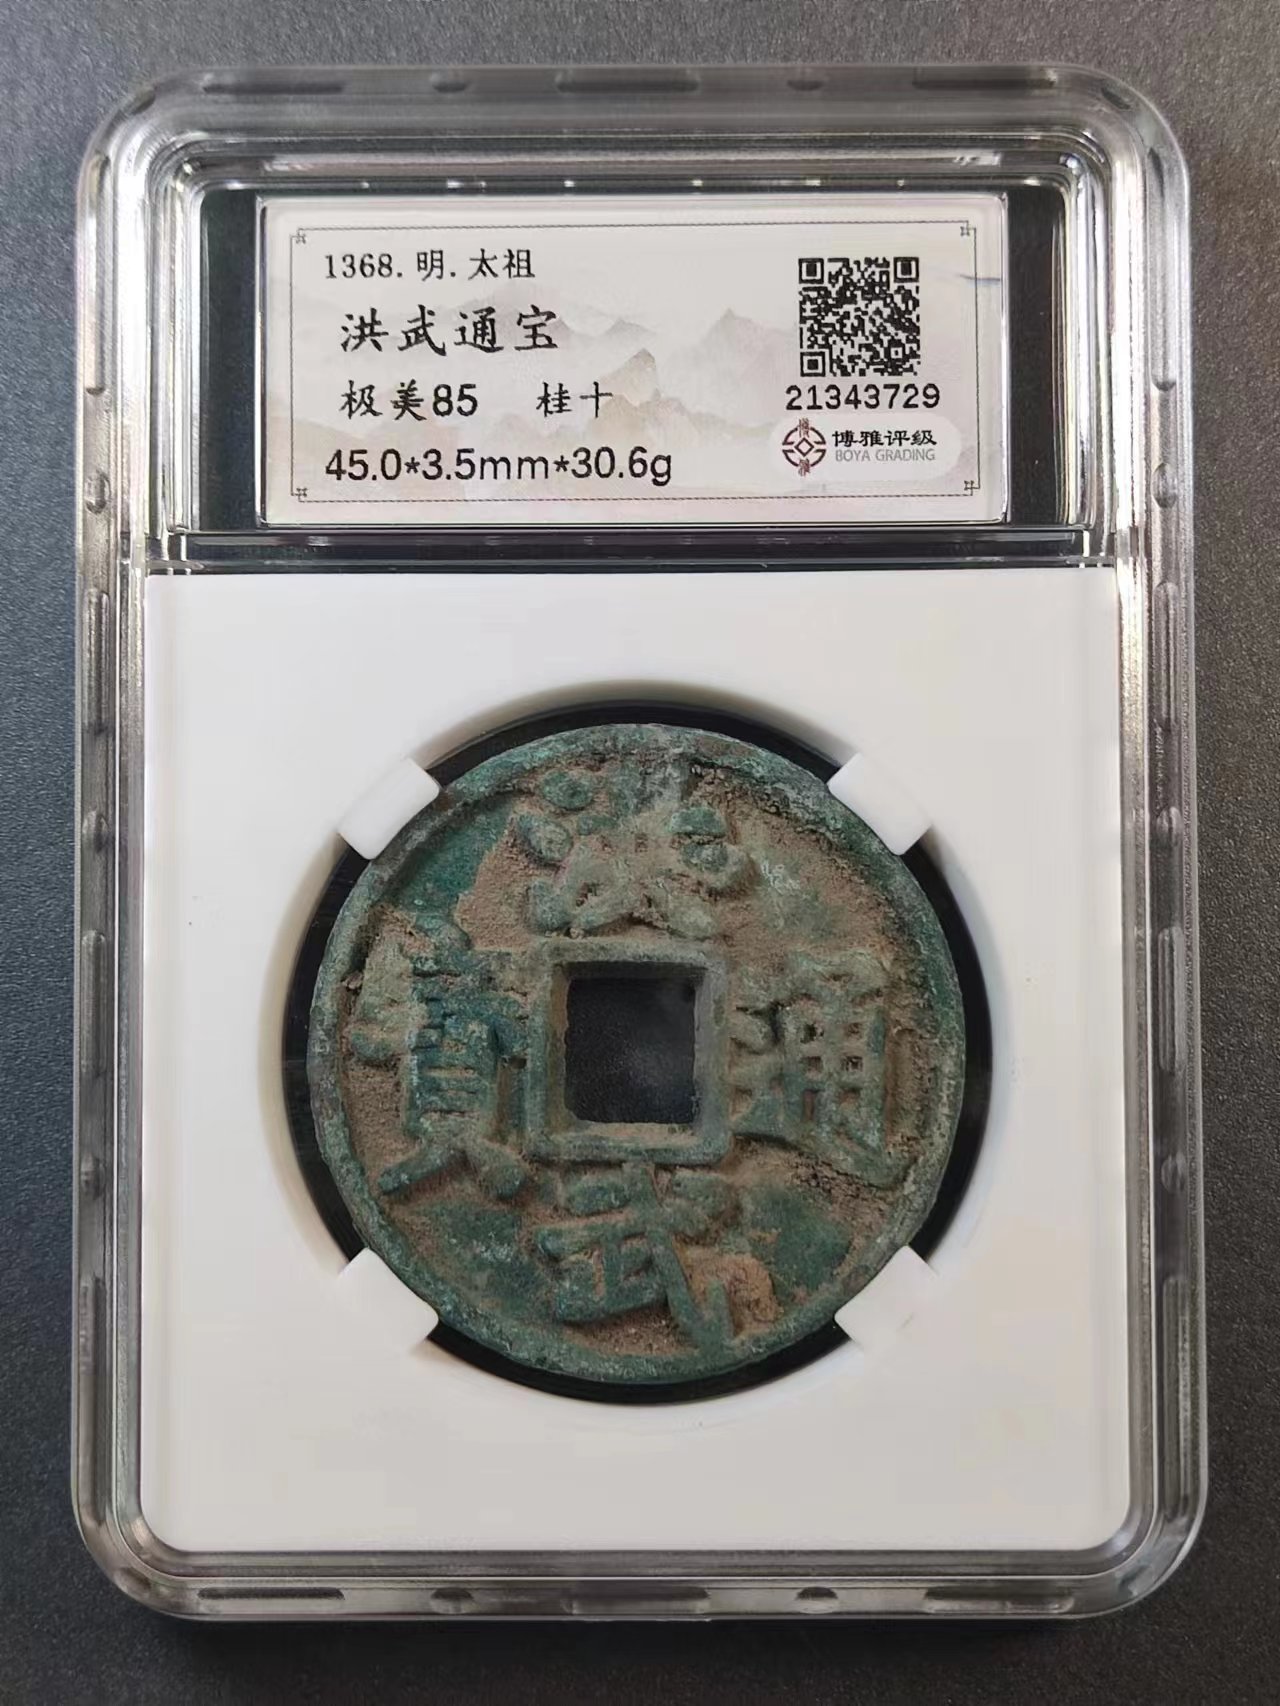 1368.明.太祖
洪武通宝
极美85 桂十
45.0*3.5mm*30.6g
21343729
博雅评级
BOYA GRADING
洪武通寶